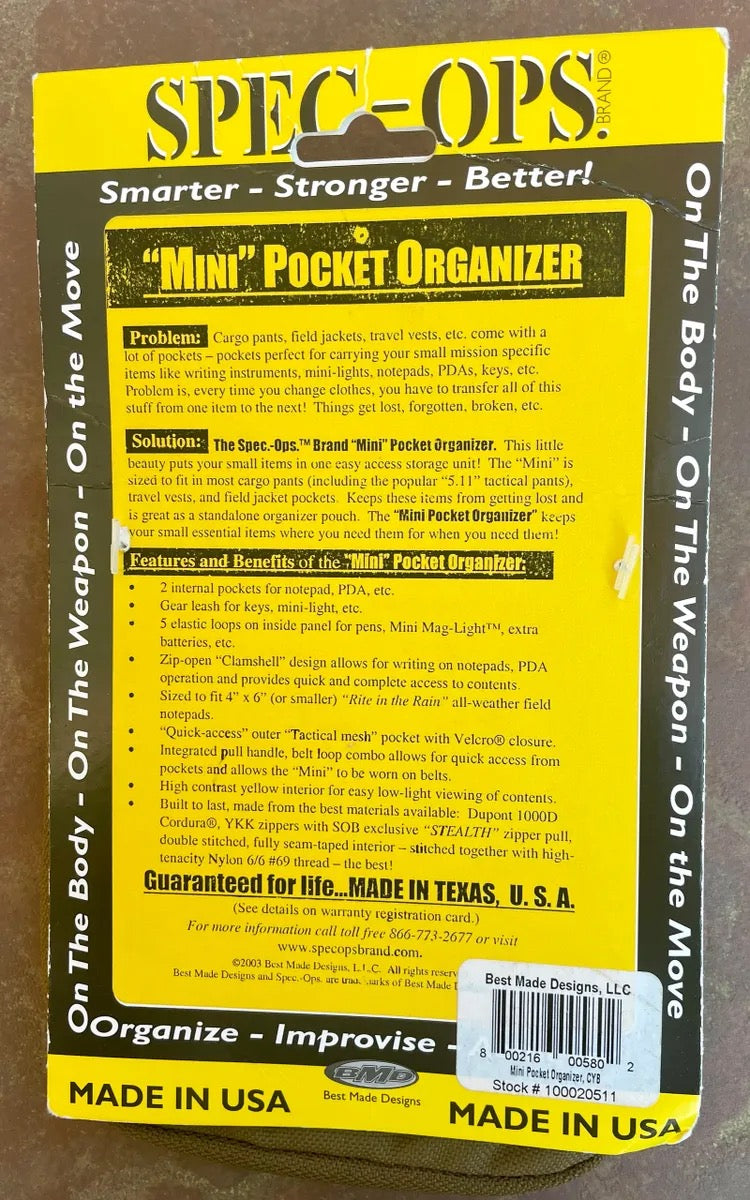 SPEC-OPS.
BRAND®
Smarter - Stronger - Better!
On The Body - On The Weapon - On the Move
On The Body - On The Weapon - On the Move
"MINI" POCKET ORGANIZER
Problem: Cargo pants, field jackets, travel vests, etc. come with a
lot of pockets – pockets perfect for carrying your small mission specific
items like writing instruments, mini-lights, notepads, PDAs, keys, etc.
Problem is, every time you change clothes, you have to transfer all of this
stuff from one item to the next! Things get lost, forgotten, broken, etc.
Solution: The Spec.-Ops.™ Brand "Mini" Pocket Organizer. This little
beauty puts your small items in one easy access storage unit! The "Mini" is
sized to fit in most cargo pants (including the popular "5.11" tactical pants),
travel vests, and field jacket pockets. Keeps these items from getting lost and
is great as a standalone organizer pouch. The "Mini Pocket Organizer" keeps
your small essential items where you need them for when you need them!
Features and Benefits of the "Mini" Pocket Organizer:
• 2 internal pockets for notepad, PDA, etc.
• Gear leash for keys, mini-light, etc.
• 5 elastic loops on inside panel for pens, Mini Mag-Light™, extra
batteries, etc.
• Zip-open "Clamshell" design allows for writing on notepads, PDA
operation and provides quick and complete access to contents.
• Sized to fit 4" x 6" (or smaller) "Rite in the Rain" all-weather field
notepads.
• "Quick-access" outer "Tactical mesh" pocket with Velcro® closure.
• Integrated pull handle, belt loop combo allows for quick access from
pockets and allows the "Mini" to be worn on belts.
• High contrast yellow interior for easy low-light viewing of contents.
• Built to last, made from the best materials available: Dupont 1000D
Cordura®, YKK zippers with SOB exclusive "STEALTH" zipper pull,
double stitched, fully seam-taped interior – stitched together with high-
tenacity Nylon 6/6 #69 thread – the best!
Guaranteed for life...MADE IN TEXAS, U. S. A.
(See details on warranty registration card.)
For more information call toll free 866-773-2677 or visit
www.specopsbrand.com.
©2003 Best Made Designs, L.L.C. All rights
Best Made Designs and Spec.-Ops. are of Best Made
Organize - Improvise -
Best Made Designs, LLC
8 00216 00580 2
Mini Pocket Organizer, CYB
Stock # 100020511
BMD
Best Made Designs
MADE IN USA
MADE IN USA